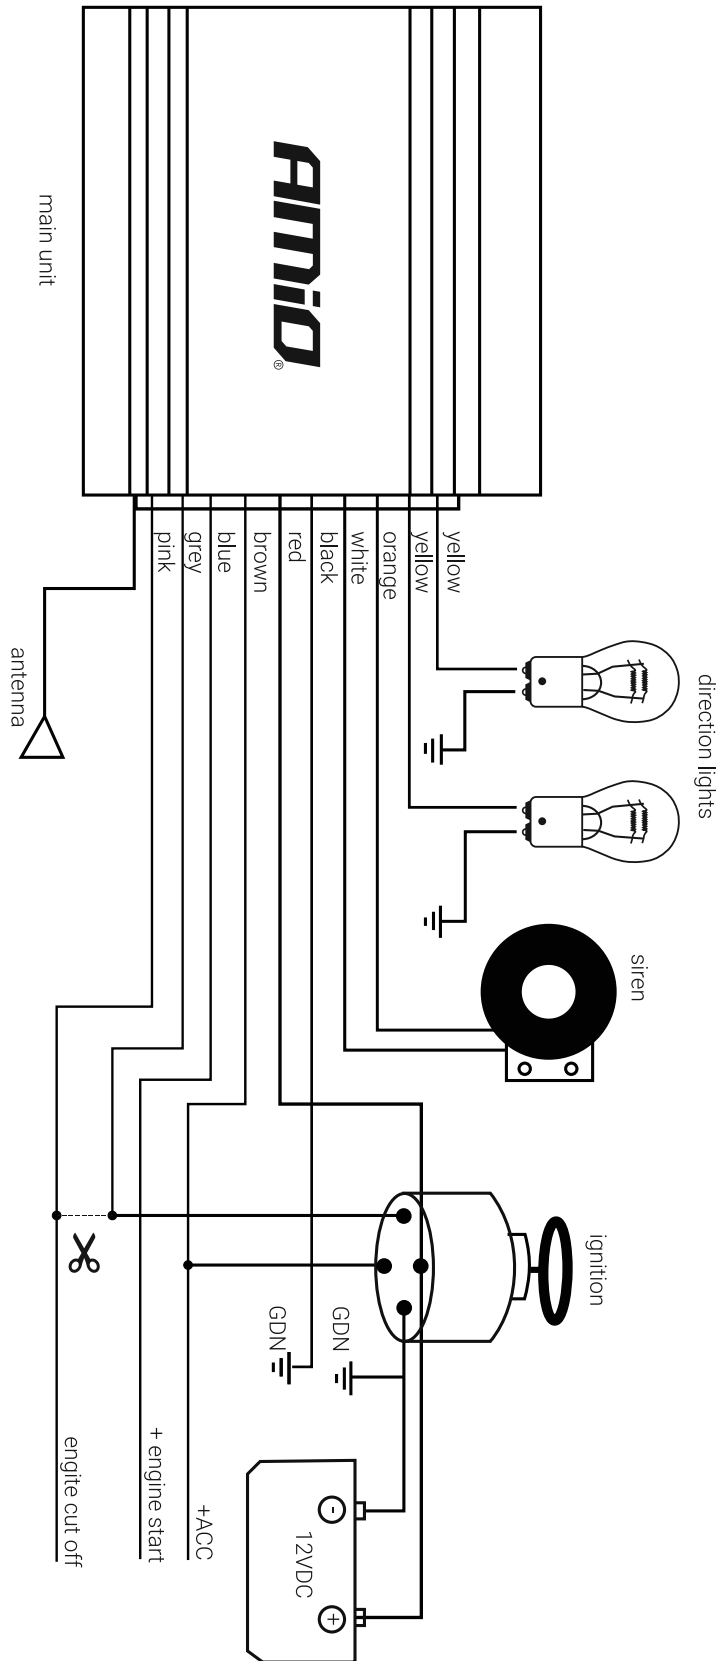 AMiO®
main unit
yellow
yellow
orange
white
black
red
brown
blue
grey
pink
antenna
direction lights
siren
ignition
GDN
GDN
-
+
12VDC
+ACC
+ engine start
engite cut off